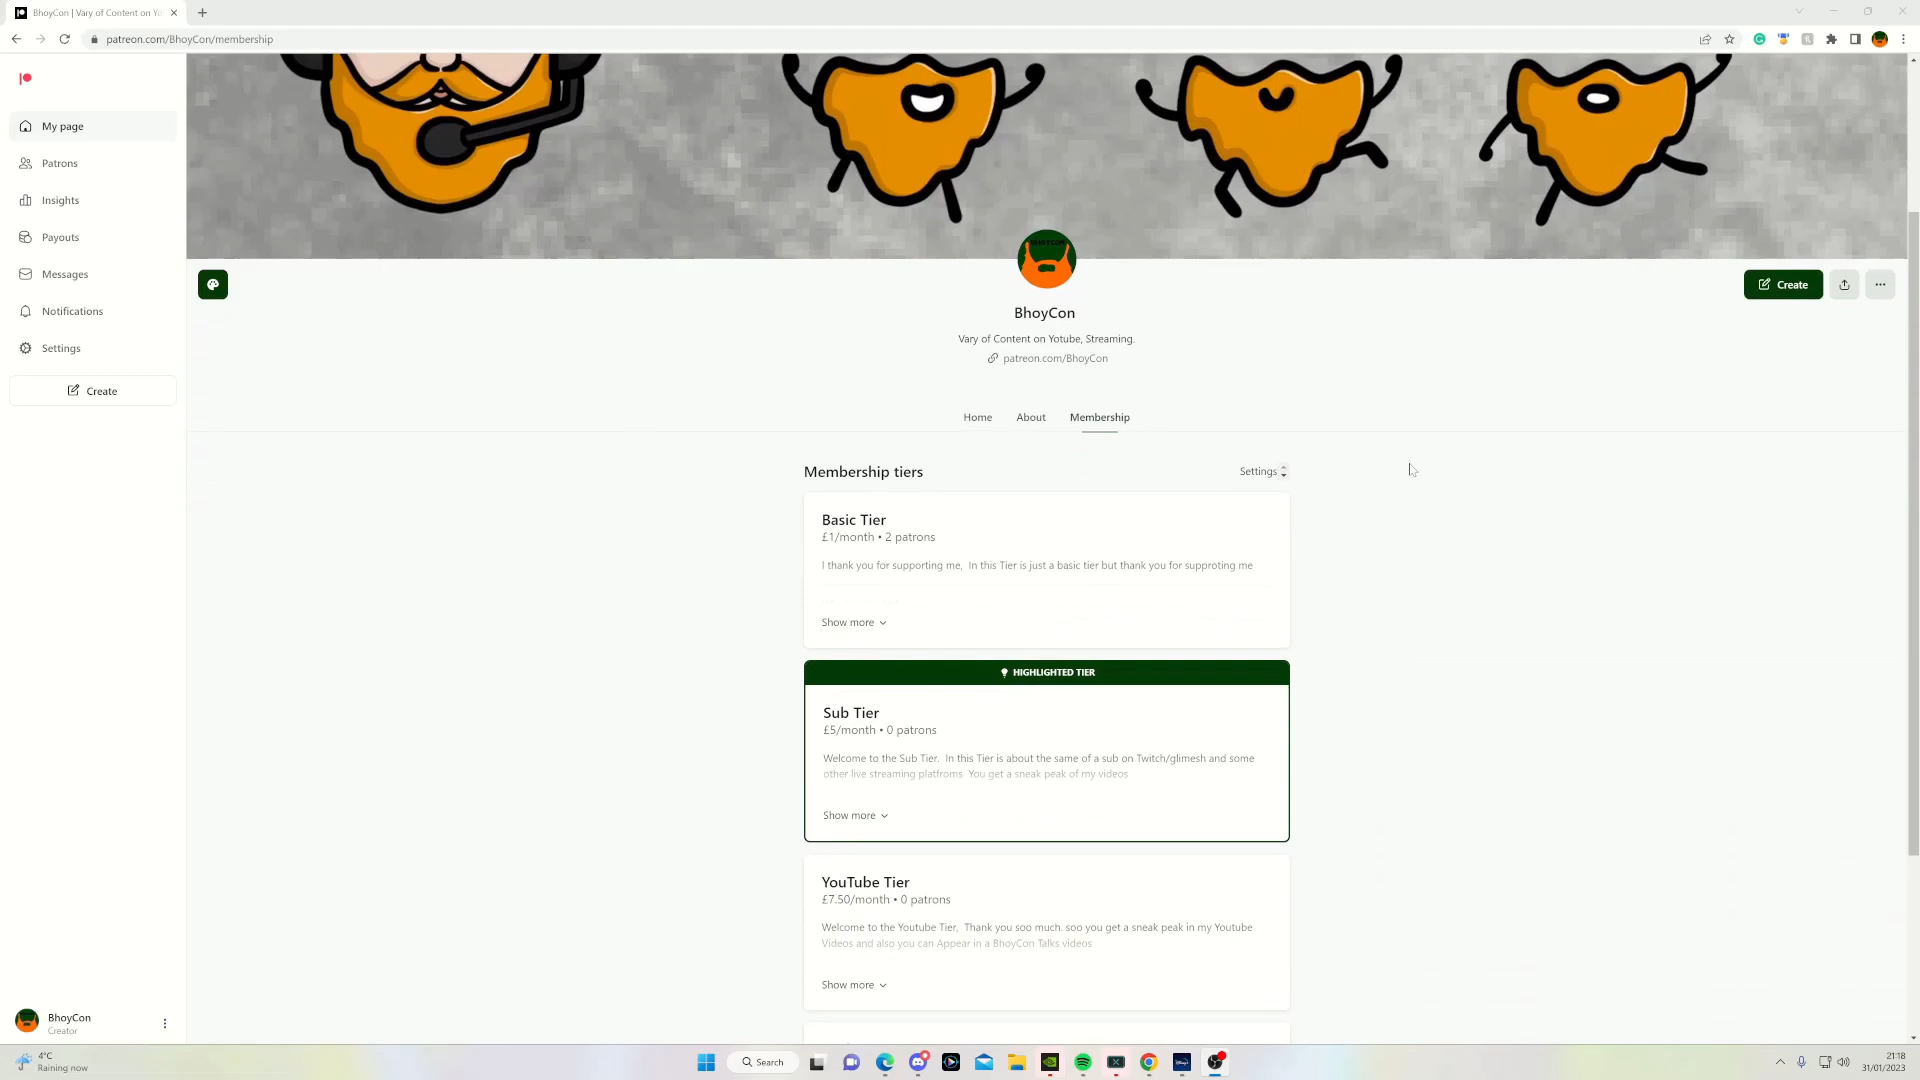 BhoyCon | Vary of Content on Yo
patreon.com/BhoyCon/membership
My page
Patrons
Insights
Payouts
Messages
Notifications
Settings
Create
Create
BhoyCon
Vary of Content on Yotube, Streaming.
patreon.com/BhoyCon
Home
About
Membership
Membership tiers
Settings
Basic Tier
£1/month • 2 patrons
I thank you for supporting me, In this Tier is just a basic tier but thank you for supproting me
Show more
HIGHLIGHTED TIER
Sub Tier
£5/month • 0 patrons
Welcome to the Sub Tier. In this Tier is about the same of a sub on Twitch/glimesh and some
other live streaming platfroms You get a sneak peak of my videos
Show more
YouTube Tier
£7.50/month • 0 patrons
Welcome to the Youtube Tier, Thank you soo much. soo you get a sneak peak in my Youtube
Videos and also you can Appear in a BhoyCon Talks videos
Show more
BhoyCon
Creator
4°C
Raining now
Search
21:18
31/01/2023